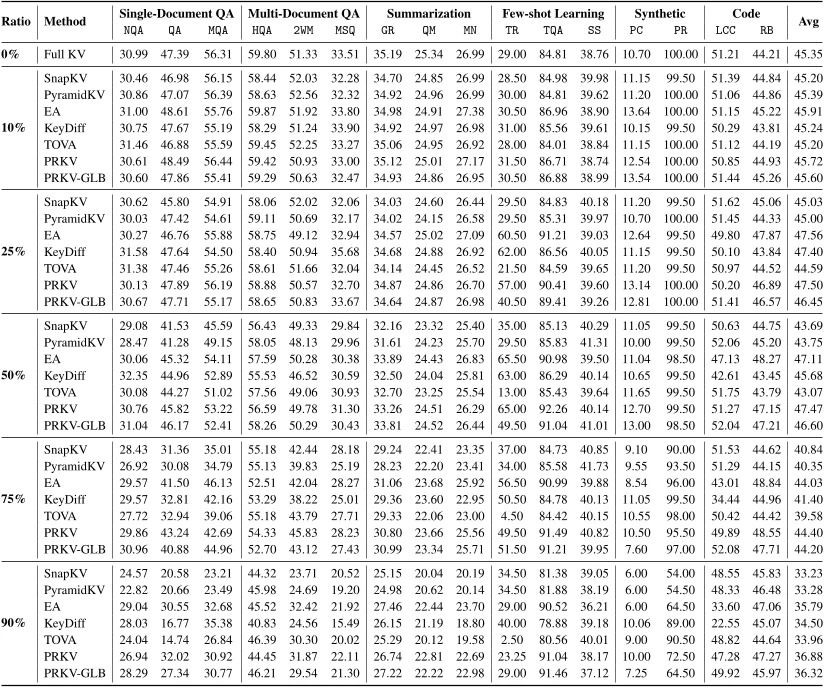 Ratio Method Single-Document QA Multi-Document QA Summarization Few-shot Learning Synthetic Code Avg
NQA QA MQA HQA 2WM MSQ GR QM MN TR TQA SS PC PR LCC RB
0% Full KV 30.99 47.39 56.31 59.80 51.33 33.51 35.19 25.34 26.99 29.00 84.81 38.76 10.70 100.00 51.21 44.21 45.35
10% SnapKV 30.46 46.98 56.15 58.44 52.03 32.28 34.70 24.85 26.99 28.50 84.98 39.98 11.15 99.50 51.39 44.84 45.20
PyramidKV 30.86 47.07 56.39 58.63 52.56 32.32 34.92 24.96 26.99 30.00 84.81 39.62 11.20 100.00 51.06 44.86 45.39
EA 31.00 48.61 55.76 59.87 51.92 33.80 34.98 24.91 27.38 30.50 86.96 38.90 13.64 100.00 51.15 45.22 45.91
KeyDiff 30.75 47.67 55.19 58.29 51.24 33.90 34.92 24.97 26.98 31.00 85.56 39.61 10.15 99.50 50.29 43.81 45.24
TOVA 31.46 46.88 55.59 59.45 52.25 33.27 35.06 24.95 26.92 28.00 84.01 38.84 11.15 100.00 51.12 44.19 45.20
PRKV 30.61 48.49 56.44 59.42 50.93 33.00 35.12 25.01 27.17 31.50 86.71 38.74 12.54 100.00 50.85 44.93 45.72
PRKV-GLB 30.60 47.86 55.41 59.29 50.63 32.47 34.93 24.86 26.95 30.50 86.88 38.99 13.54 100.00 51.44 45.26 45.60
25% SnapKV 30.62 45.80 54.91 58.06 52.02 32.06 34.03 24.60 26.44 29.50 84.83 40.18 11.20 99.50 51.62 45.06 45.03
PyramidKV 30.03 47.42 54.61 59.11 50.69 32.17 34.02 24.15 26.58 29.50 85.31 39.97 10.70 100.00 51.45 44.33 45.00
EA 30.27 46.76 55.88 58.75 49.12 32.94 34.57 25.02 27.09 60.50 91.21 39.03 12.64 99.50 49.80 47.87 47.56
KeyDiff 31.58 47.64 54.50 58.40 50.94 35.68 34.68 24.88 26.92 62.00 86.56 40.05 11.15 99.50 50.10 43.84 47.40
TOVA 31.38 47.46 55.26 58.61 51.66 32.04 34.14 24.45 26.52 21.50 84.59 39.65 11.20 99.50 50.97 44.52 44.59
PRKV 30.13 47.89 56.19 58.88 50.57 32.70 34.87 24.86 26.70 57.00 90.41 39.60 13.14 100.00 50.20 46.89 47.50
PRKV-GLB 30.67 47.71 55.17 58.65 50.83 33.67 34.64 24.87 26.98 40.50 89.41 39.26 12.81 100.00 51.41 46.57 46.45
50% SnapKV 29.08 41.53 45.59 56.43 49.33 29.84 32.16 23.32 25.40 35.00 85.13 40.29 11.05 99.50 50.63 44.75 43.69
PyramidKV 28.47 41.28 49.15 58.05 48.13 29.96 31.61 24.23 25.70 29.50 85.83 41.31 10.00 99.50 52.06 45.20 43.75
EA 30.06 45.32 54.11 57.59 50.28 30.38 33.89 24.43 26.83 65.50 90.98 39.50 11.04 98.50 47.13 48.27 47.11
KeyDiff 32.35 44.96 52.89 55.53 46.52 30.59 32.50 24.04 25.81 63.00 86.29 40.14 10.65 99.50 42.61 43.45 45.68
TOVA 30.08 44.27 51.02 57.56 49.06 30.93 32.70 23.25 25.54 13.00 85.43 39.64 11.65 99.50 51.75 43.79 43.07
PRKV 30.76 45.82 53.22 56.59 49.78 31.30 33.26 24.51 26.29 65.00 92.26 40.14 12.70 99.50 51.27 47.15 47.47
PRKV-GLB 31.04 46.17 52.41 58.26 50.29 30.43 33.81 24.52 26.44 49.50 91.04 41.01 13.00 98.50 52.04 47.21 46.60
75% SnapKV 28.43 31.36 35.01 55.18 42.44 28.18 29.24 22.41 23.35 37.00 84.73 40.85 9.10 90.00 51.53 44.62 40.84
PyramidKV 26.92 30.08 34.79 55.13 39.83 25.19 28.23 22.20 23.41 34.00 85.58 41.73 9.55 93.50 51.29 44.15 40.35
EA 29.57 41.50 46.13 52.51 42.04 28.27 31.06 23.68 25.92 56.50 90.99 39.88 8.54 96.00 43.01 48.84 44.03
KeyDiff 29.57 32.81 42.16 53.29 38.22 25.01 29.36 23.60 22.95 50.50 84.78 40.13 11.05 99.50 34.44 44.96 41.40
TOVA 27.72 32.94 39.06 55.18 43.79 27.71 29.33 22.06 23.00 4.50 84.42 40.15 10.55 98.00 50.42 44.42 39.58
PRKV 29.86 43.24 42.69 54.33 45.83 28.23 30.80 23.66 25.56 49.50 91.49 40.82 10.50 95.50 49.89 48.55 44.40
PRKV-GLB 30.96 40.88 44.96 52.70 43.12 27.43 30.99 23.34 25.71 51.50 91.21 39.95 7.60 97.00 52.08 47.71 44.20
90% SnapKV 24.57 20.58 23.21 44.32 23.71 20.52 25.15 20.04 20.19 34.50 81.38 39.05 6.00 54.00 48.55 45.83 33.23
PyramidKV 22.82 20.66 23.49 45.98 24.69 19.20 24.98 20.62 20.14 34.50 81.88 38.19 6.00 54.50 48.33 46.48 33.28
EA 29.04 30.55 32.68 45.52 32.42 21.92 27.46 22.44 23.70 29.00 90.52 36.21 6.00 64.50 33.60 47.06 35.79
KeyDiff 28.03 16.77 35.38 40.83 24.56 15.49 26.15 21.19 18.80 40.00 78.88 39.18 10.06 89.00 22.55 45.07 34.50
TOVA 24.04 14.74 26.84 46.39 30.30 20.02 25.29 20.12 19.58 2.50 80.56 40.01 9.00 90.50 48.82 44.64 33.96
PRKV 26.94 32.02 30.92 44.45 31.87 22.11 26.74 22.81 22.69 23.25 91.04 38.17 10.00 72.50 47.28 47.27 36.88
PRKV-GLB 28.29 27.34 30.77 46.21 29.54 21.30 27.22 22.22 22.98 29.00 91.46 37.12 7.25 64.50 49.92 45.97 36.32